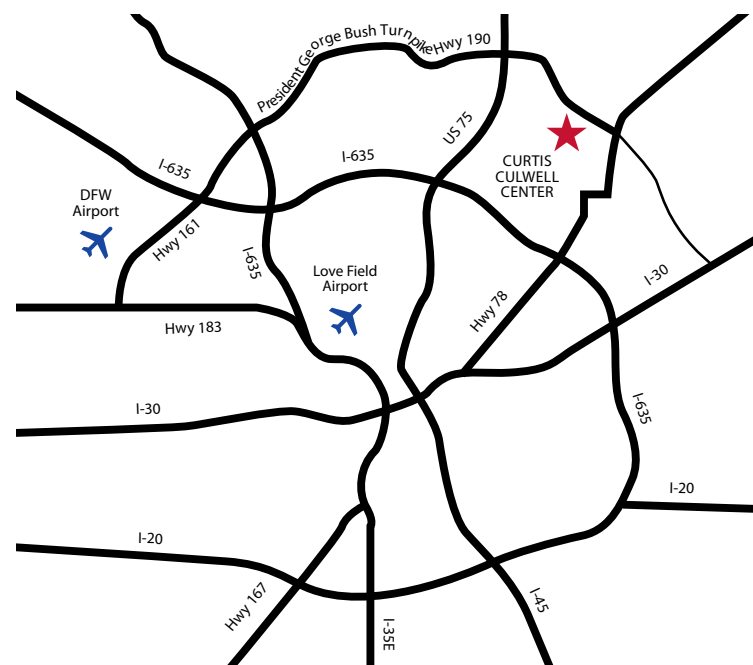 President George Bush Turnpike
Hwy 190
US 75
I-635
I-635
CURTIS
CULWELL
CENTER
DFW
Airport
Hwy 161
I-635
Love Field
Airport
I-30
Hwy 78
Hwy 183
I-30
I-635
I-20
I-20
Hwy 167
I-35E
I-45